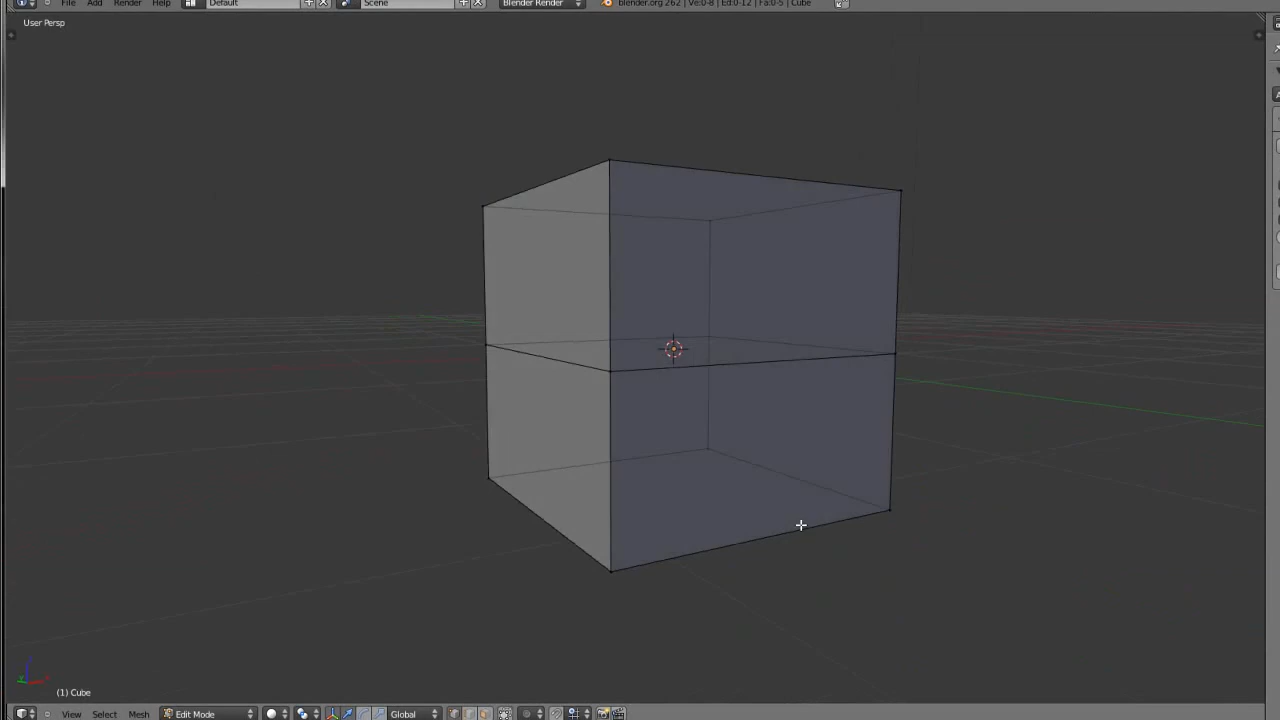 File Add Render Help Default Scene Blender Render blender.org 262 | Ve:0-8 | Ed:0-12 | Fa:0-5 | Cube
User Persp
(1) Cube
View Select Mesh Edit Mode Global